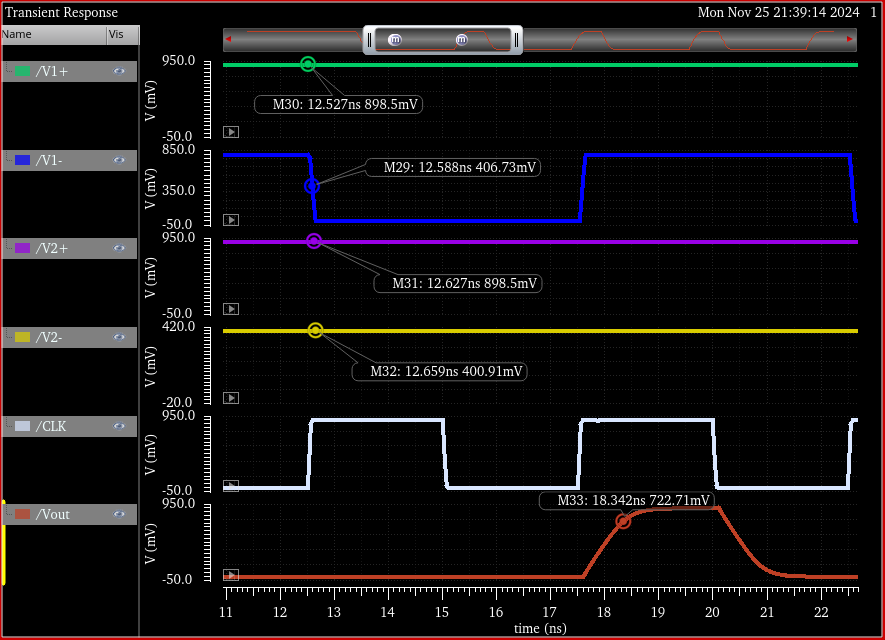 Transient Response
Mon Nov 25 21:39:14 2024 1
Name Vis
/V1+
950.0
V (mV)
-50.0
M30: 12.527ns 898.5mV
/V1-
850.0
350.0
V (mV)
-50.0
M29: 12.588ns 406.73mV
/V2+
950.0
V (mV)
-50.0
M31: 12.627ns 898.5mV
/V2-
420.0
V (mV)
-20.0
M32: 12.659ns 400.91mV
/CLK
950.0
V (mV)
-50.0
/Vout
950.0
V (mV)
-50.0
M33: 18.342ns 722.71mV
11 12 13 14 15 16 17 18 19 20 21 22
time (ns)